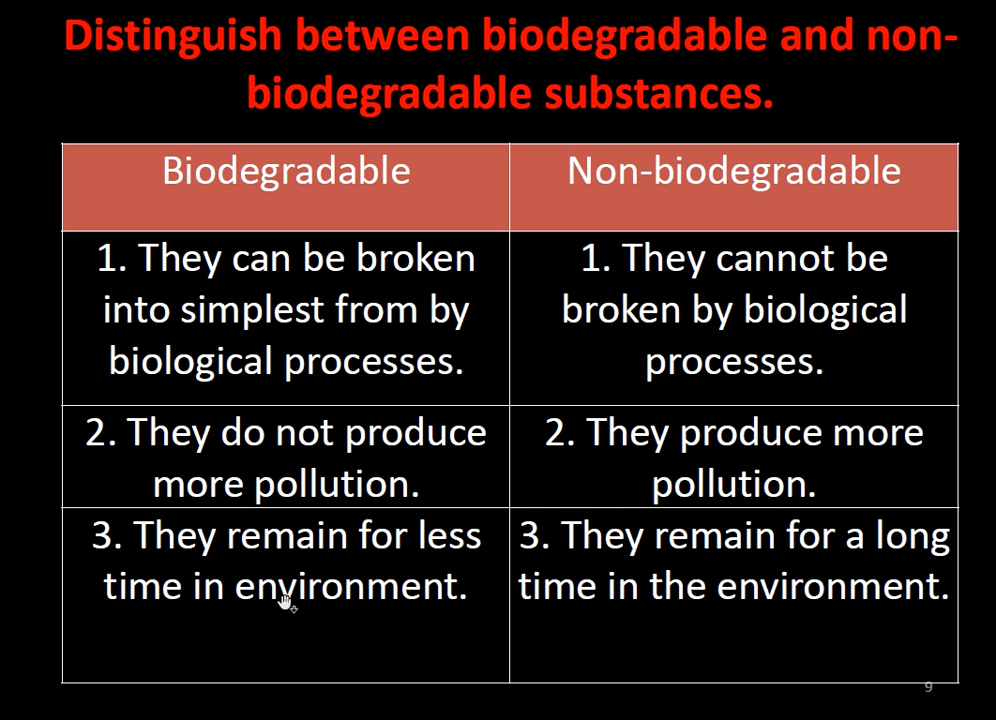 Distinguish between biodegradable and non-
biodegradable substances.
Biodegradable
Non-biodegradable
1. They can be broken
into simplest from by
biological processes.
1. They cannot be
broken by biological
processes.
2. They do not produce
more pollution.
2. They produce more
pollution.
3. They remain for less
time in environment.
3. They remain for a long
time in the environment.
9